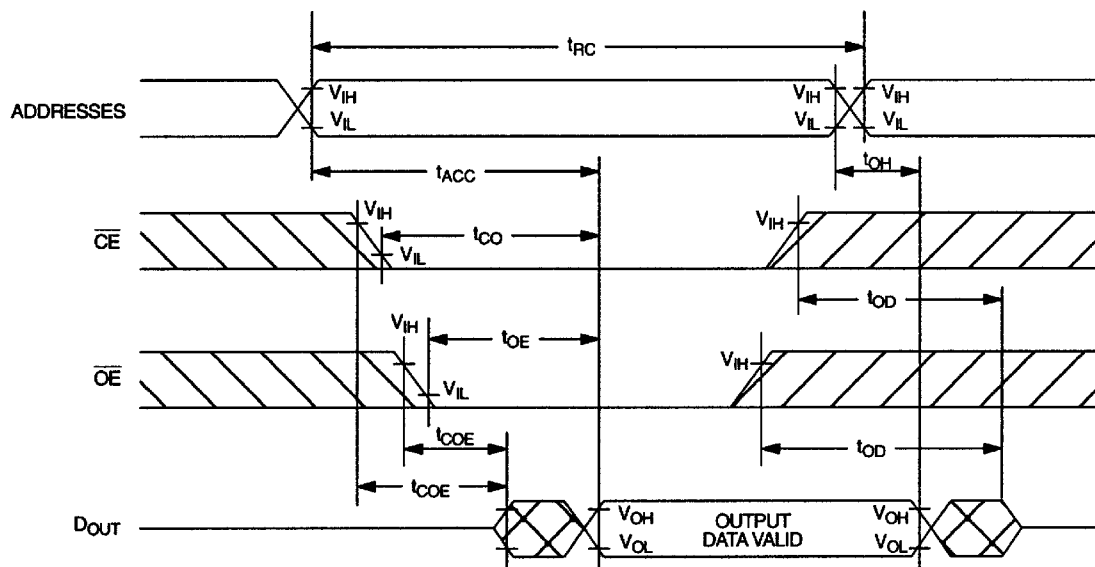 tRC
ADDRESSES
VIH
VIL
VIH
VIL
VIH
VIL
tACC
tOH
CE
VIH
VIL
tCO
VIH
tOD
OE
VIH
VIL
tOE
VIH
tCOE
tOD
tCOE
DOUT
VOH
VOL
OUTPUT
DATA VALID
VOH
VOL